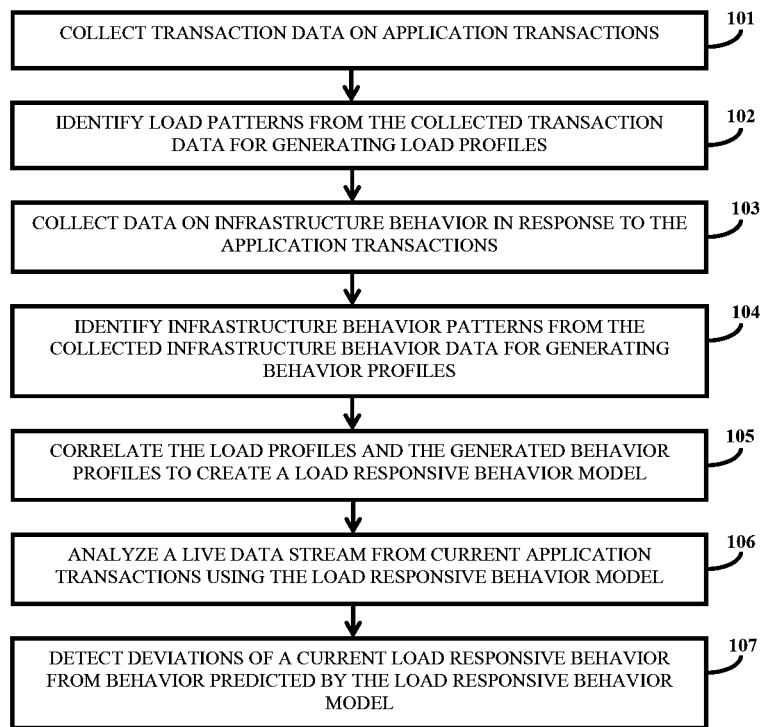 COLLECT TRANSACTION DATA ON APPLICATION TRANSACTIONS
101
IDENTIFY LOAD PATTERNS FROM THE COLLECTED TRANSACTION
DATA FOR GENERATING LOAD PROFILES
102
COLLECT DATA ON INFRASTRUCTURE BEHAVIOR IN RESPONSE TO THE
APPLICATION TRANSACTIONS
103
IDENTIFY INFRASTRUCTURE BEHAVIOR PATTERNS FROM THE
COLLECTED INFRASTRUCTURE BEHAVIOR DATA FOR GENERATING
BEHAVIOR PROFILES
104
CORRELATE THE LOAD PROFILES AND THE GENERATED BEHAVIOR
PROFILES TO CREATE A LOAD RESPONSIVE BEHAVIOR MODEL
105
ANALYZE A LIVE DATA STREAM FROM CURRENT APPLICATION
TRANSACTIONS USING THE LOAD RESPONSIVE BEHAVIOR MODEL
106
DETECT DEVIATIONS OF A CURRENT LOAD RESPONSIVE BEHAVIOR
FROM BEHAVIOR PREDICTED BY THE LOAD RESPONSIVE BEHAVIOR
MODEL
107